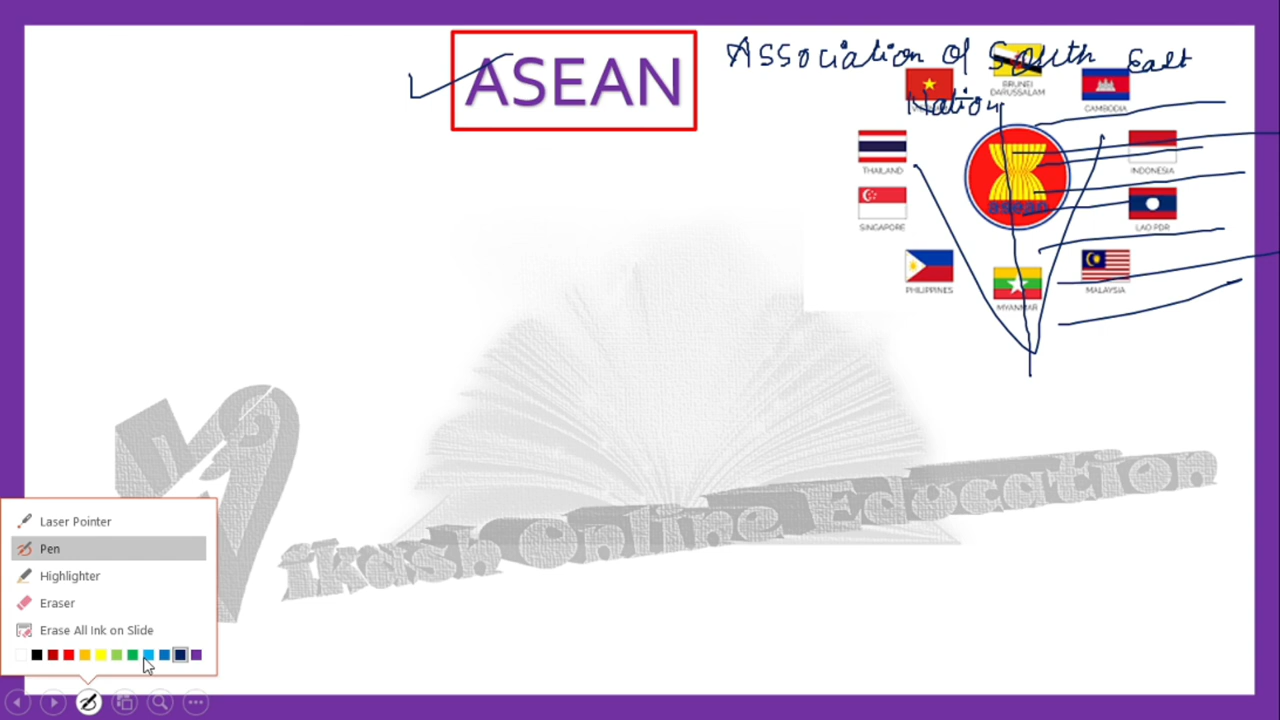 ASEAN
Association of South East
Nation
BRUNEI
DARUSSALAM
CAMBODIA
THAILAND
INDONESIA
asean
SINGAPORE
LAO PDR
PHILIPPINES
MYANMAR
MALAYSIA
Vikash Online Education
Laser Pointer
Pen
Highlighter
Eraser
Erase All Ink on Slide